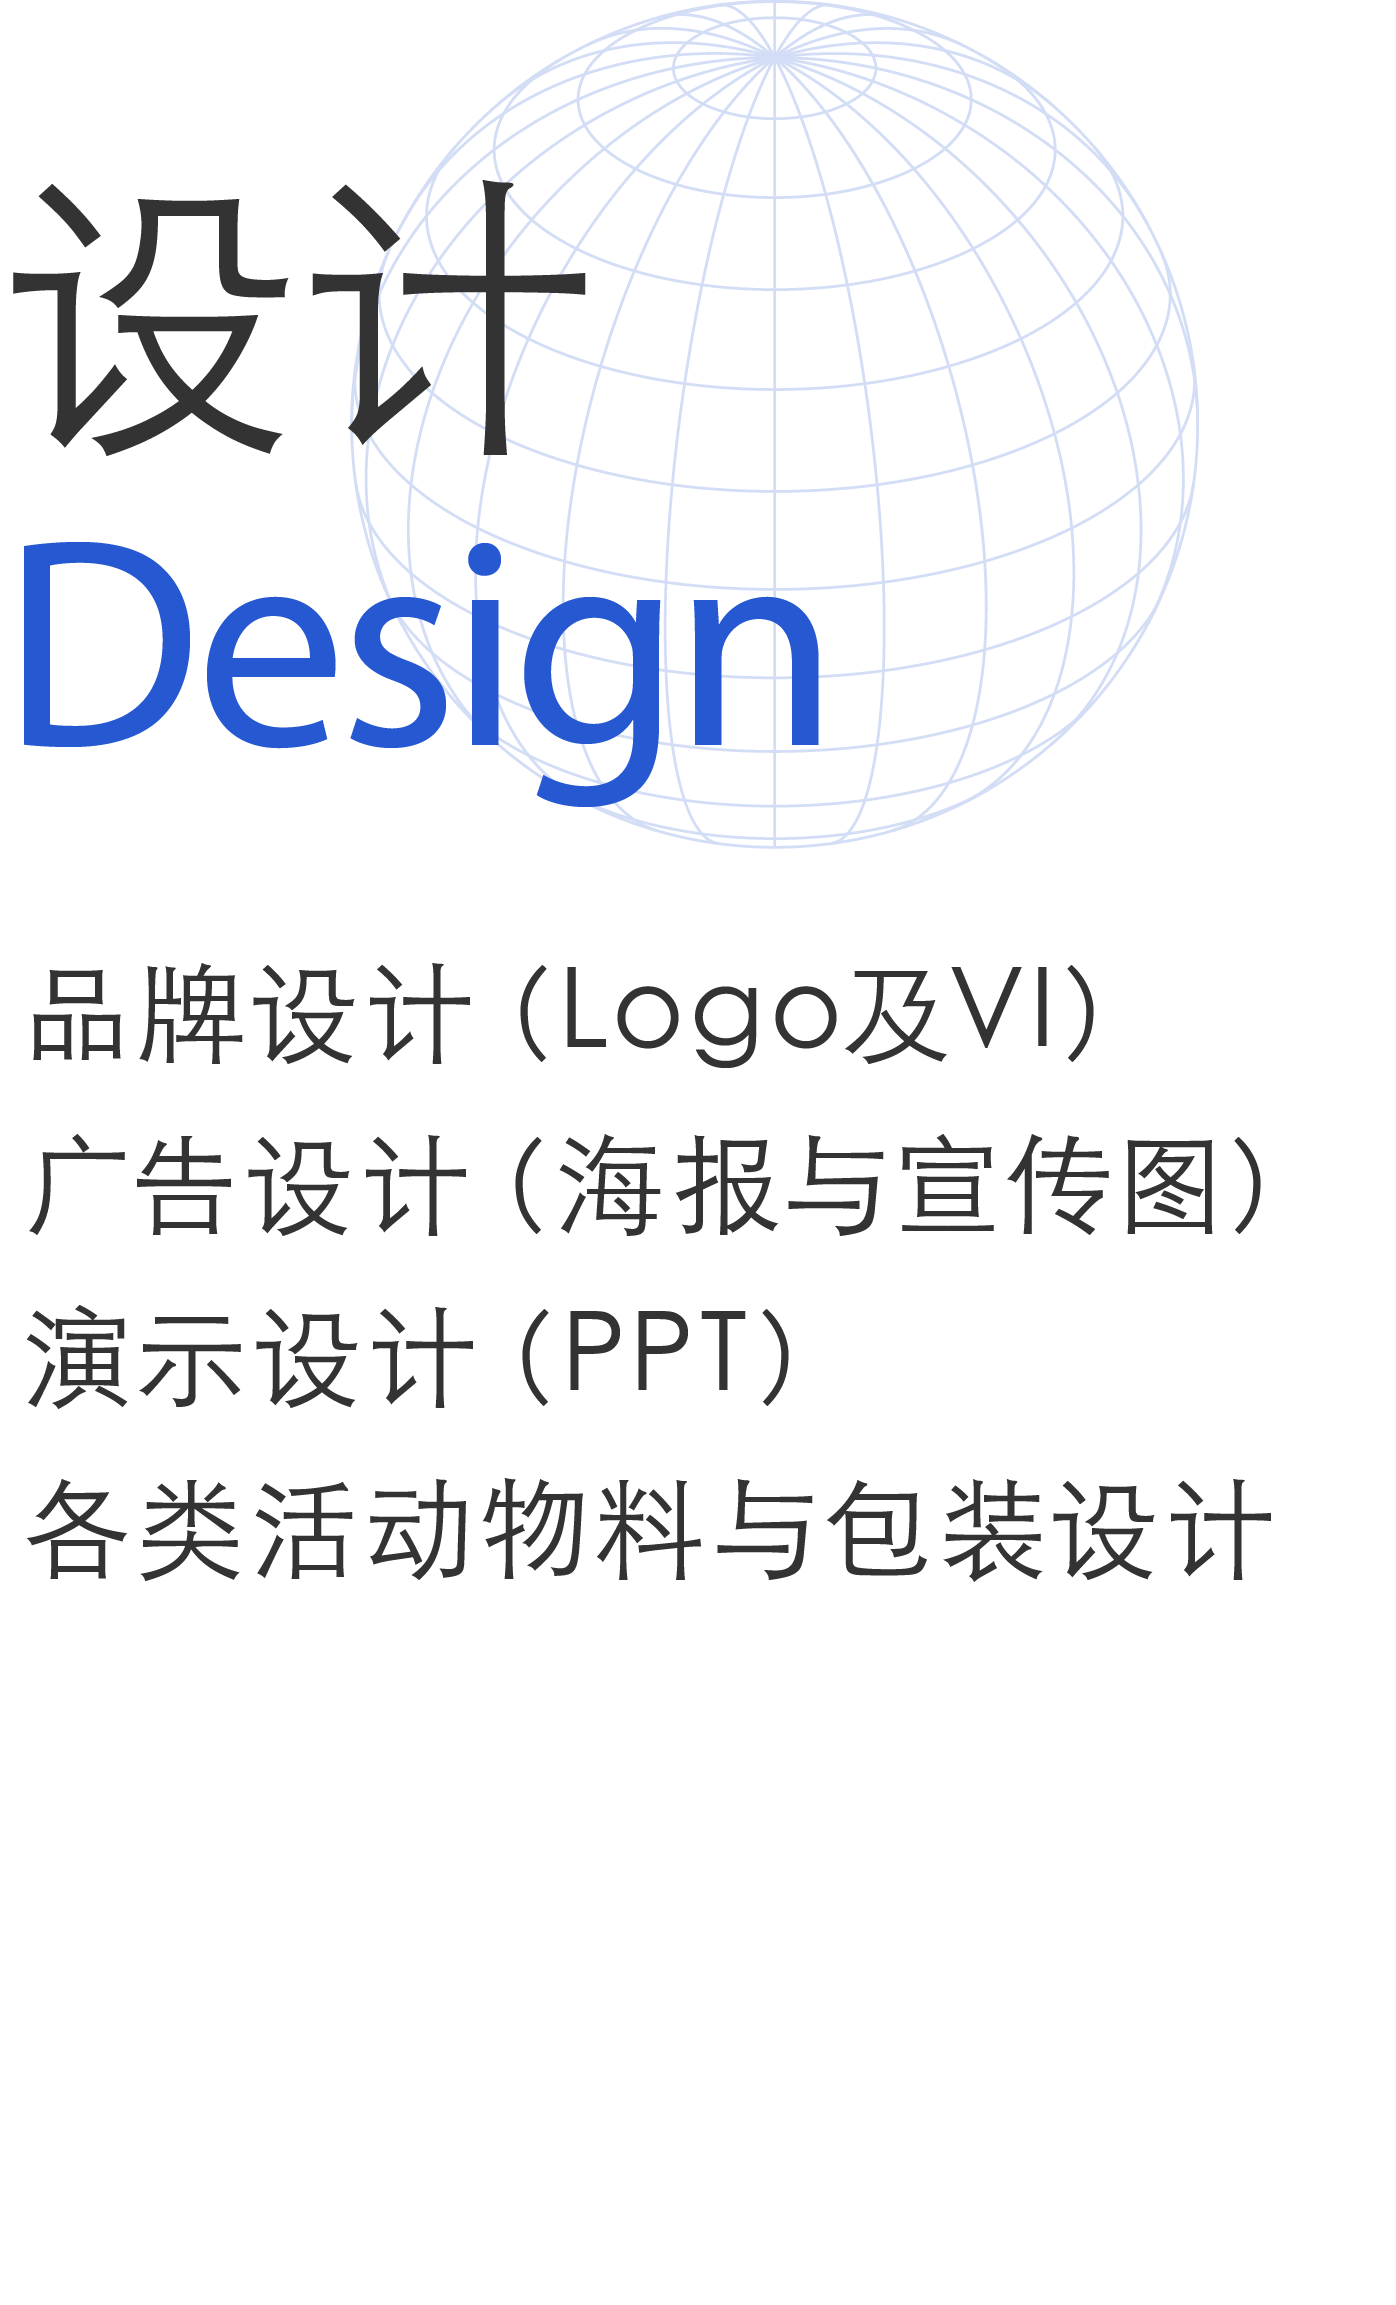 设计
Design
品牌设计 (Logo及VI)
广告设计 (海报与宣传图)
演示设计 (PPT)
各类活动物料与包装设计